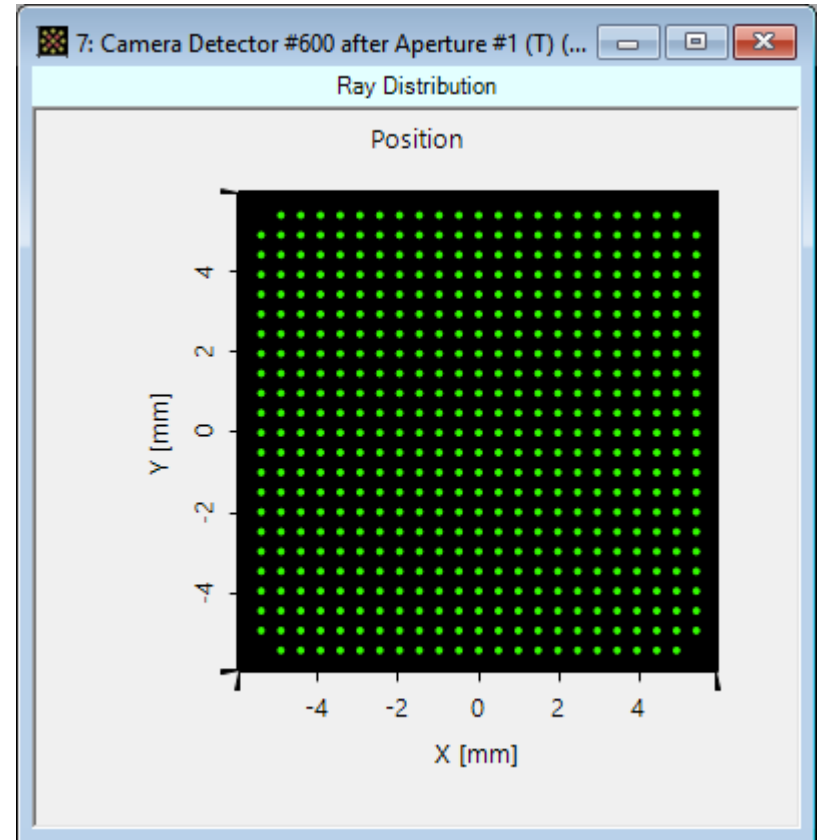 7: Camera Detector #600 after Aperture #1 (T) (...
Ray Distribution
Position
4
2
0
-2
-4
Y [mm]
-4 -2 0 2 4
X [mm]